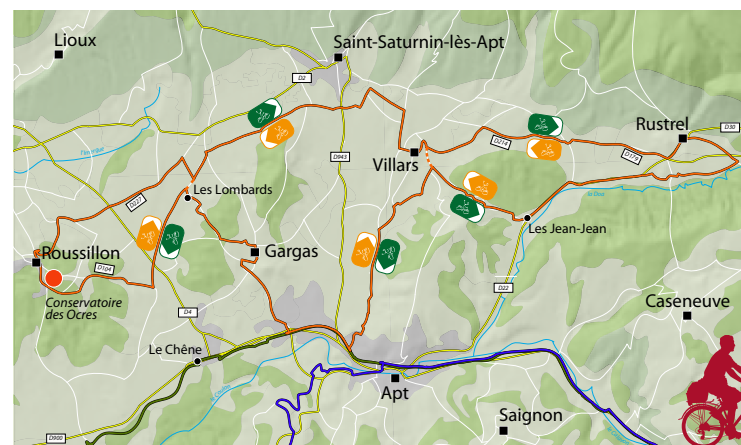 Lioux
Saint-Saturnin-lès-Apt
D2
D943
Villars
D214
Rustrel
D30
D179
Les Lombards
D227
Les Jean-Jean
Roussillon
D104
Gargas
Conservatoire
des Ocres
D4
D22
Caseneuve
Le Chêne
Apt
Saignon
D900